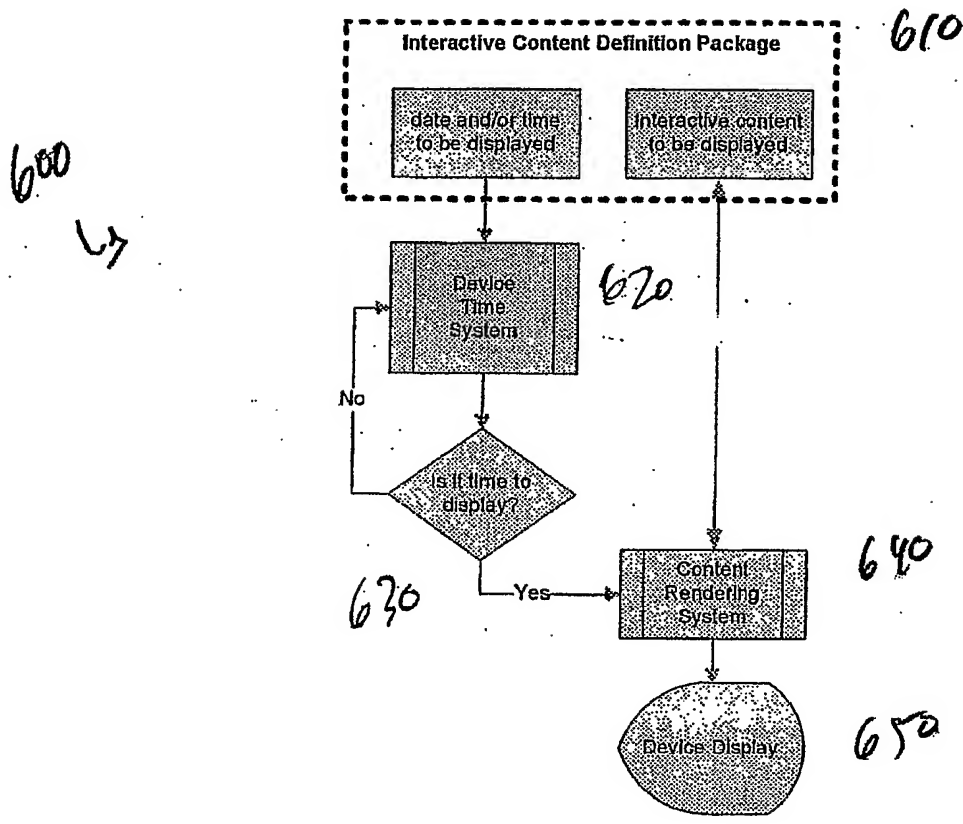 610
Interactive Content Definition Package
date and/or time
to be displayed
interactive content
to be displayed
600
Device
Time
System
620
No
Is it time to
display?
630
Yes
Content
Rendering
System
640
Device Display
650